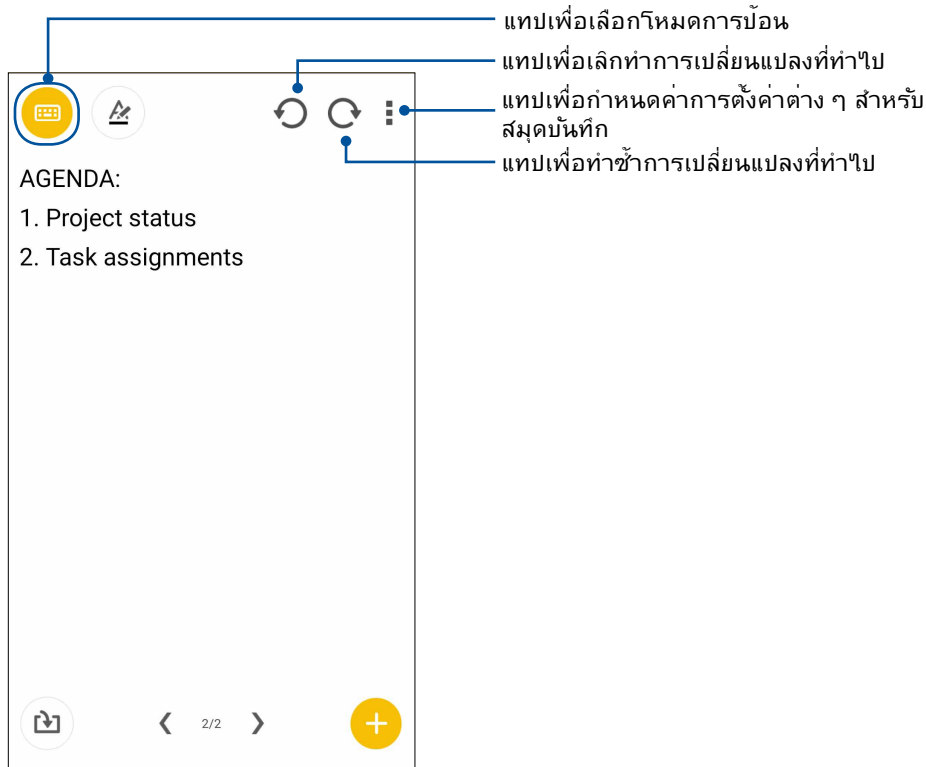 แทปเพื่อเลือกโหมดการป้อน
แทปเพื่อเลิกทำการเปลี่ยนแปลงที่ทำไป
แทปเพื่อกำหนดค่าการตั้งค่าต่าง ๆ สำหรับ
สมุดบันทึก
แทปเพื่อทำซ้ำการเปลี่ยนแปลงที่ทำไป
AGENDA:
1. Project status
2. Task assignments
2/2